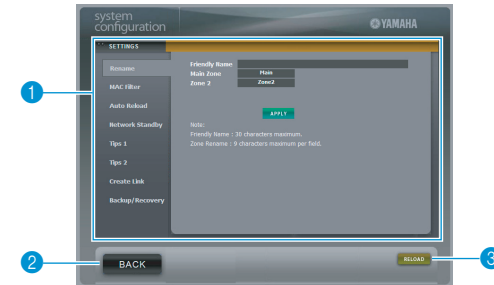 system
configuration
YAMAHA
SETTINGS
Rename
MAC Filter
Auto Reload
Network Standby
Tips 1
Tips 2
Create Link
Backup/Recovery
Friendly Name
Main Zone Main
Zone 2 Zone2
APPLY
Note:
Friendly Name : 30 characters maximum.
Zone Rename : 9 characters maximum per field.
1
2
BACK
RELOAD
3